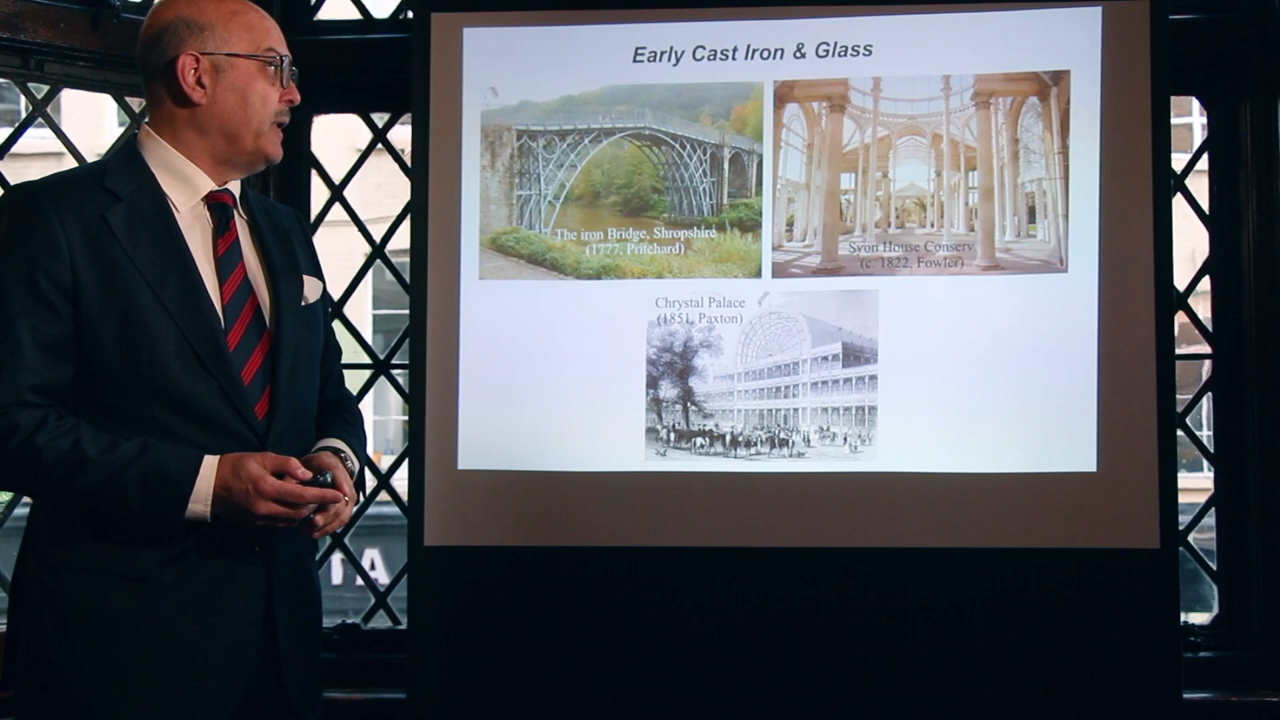 Early Cast Iron & Glass
The iron Bridge, Shropshire
(1777, Pritchard)
Syon House Conserv.
(c. 1822, Fowler)
Chrystal Palace
(1851, Paxton)
TA